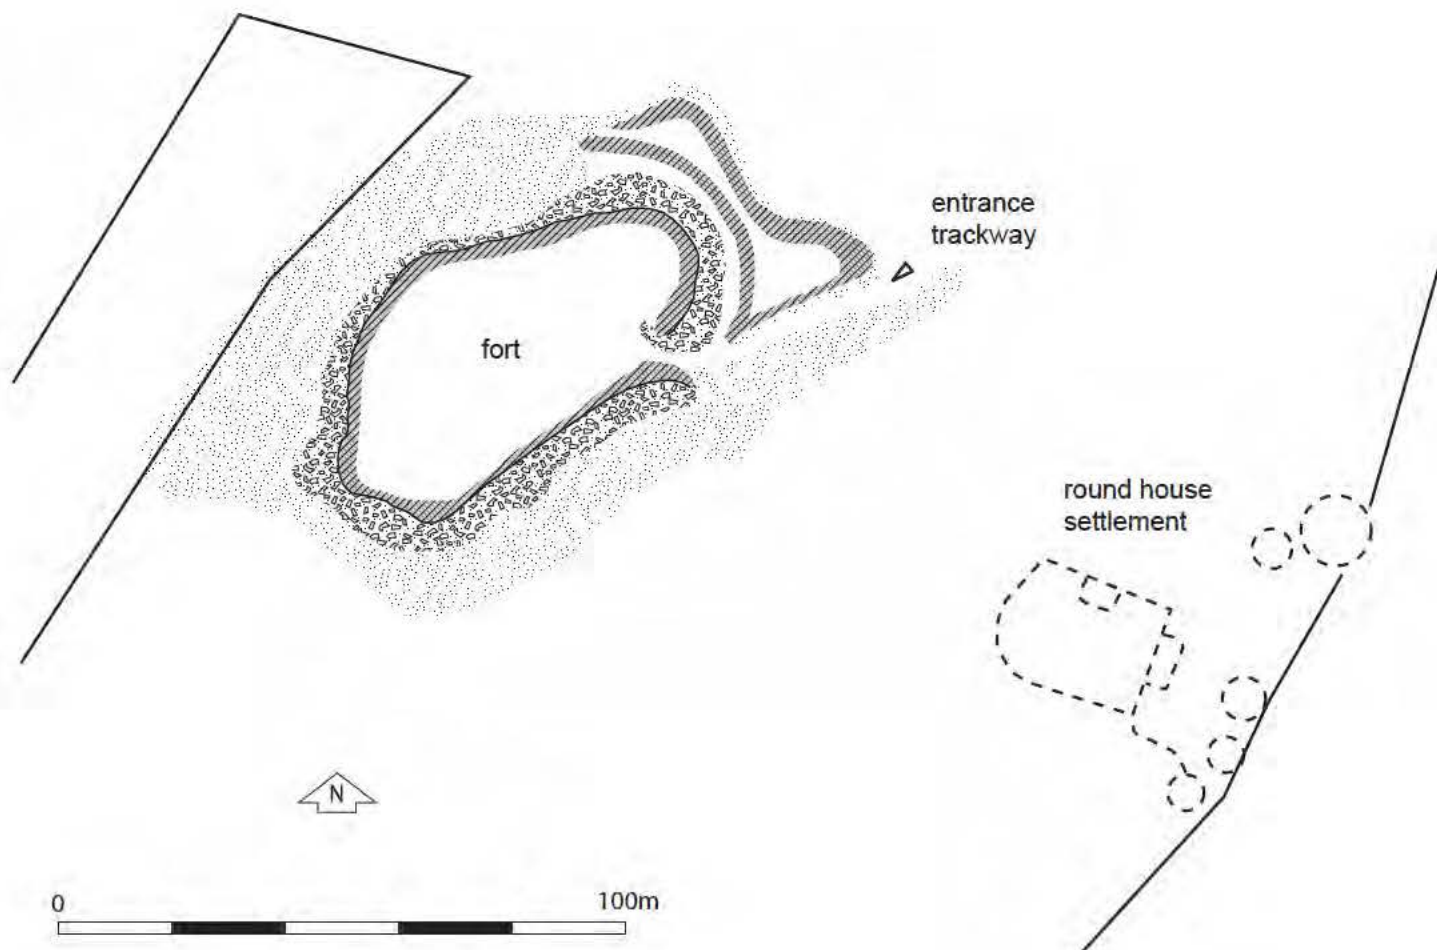 entrance
trackway
fort
round house
settlement
N
0 100m